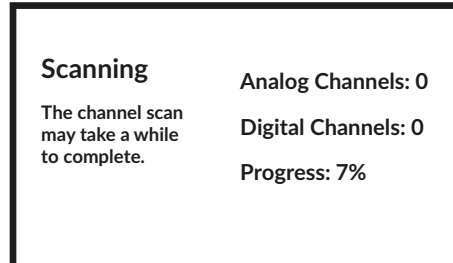 Scanning
The channel scan
may take a while
to complete.
Analog Channels: 0
Digital Channels: 0
Progress: 7%